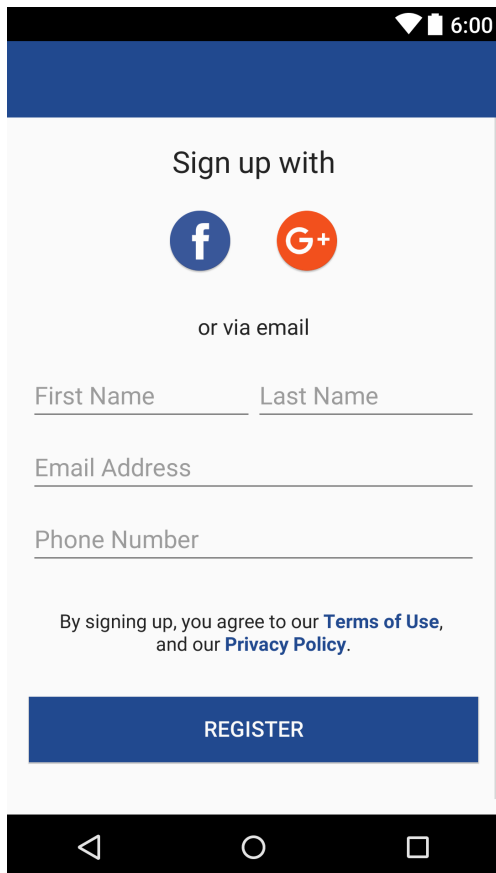 6:00
Sign up with
f G+
or via email
First Name Last Name
Email Address
Phone Number
By signing up, you agree to our Terms of Use,
and our Privacy Policy.
REGISTER